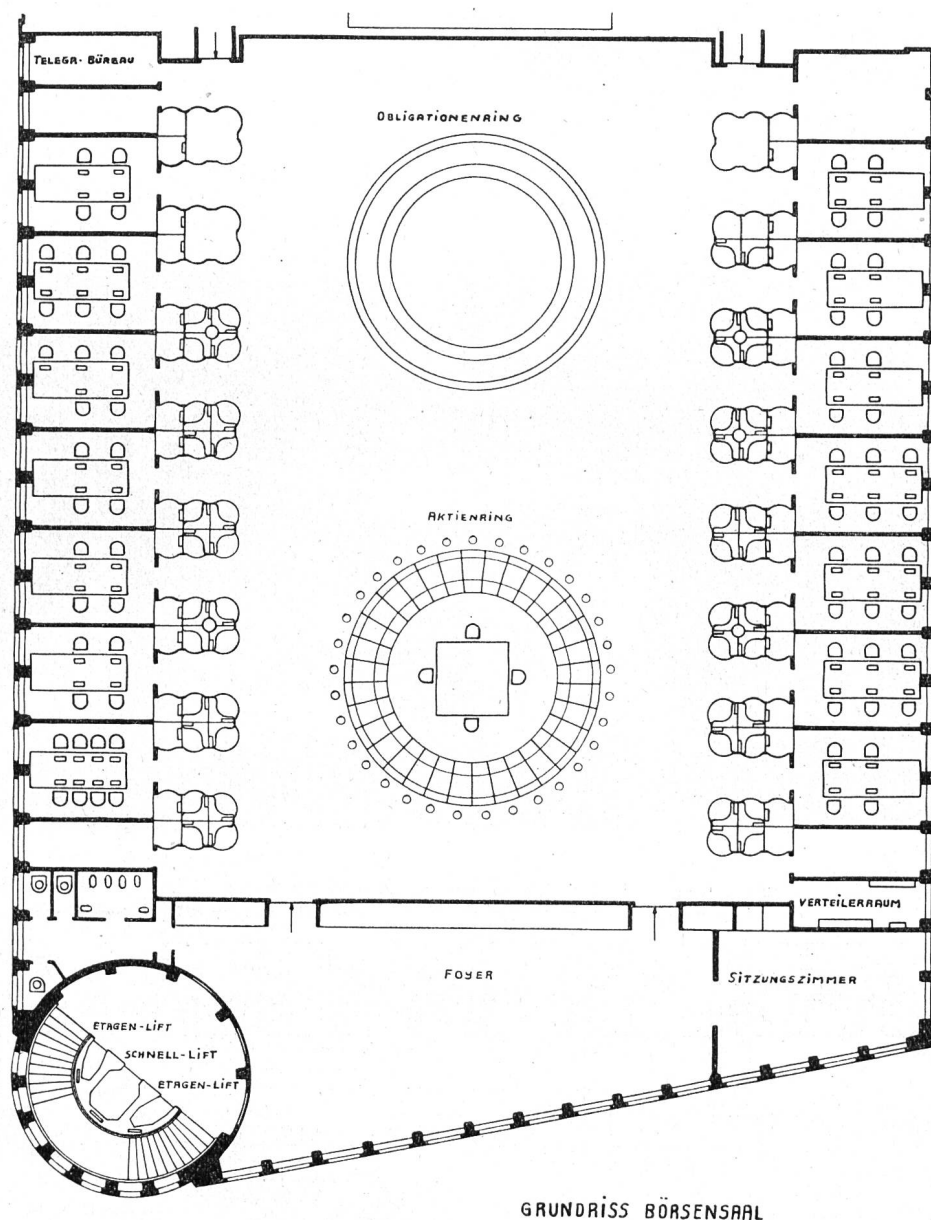 TELEGR. BÜREAU
OBLIGATIONENRING
AKTIENRING
VERTEILERRAUM
FOYER
SITZUNGSZIMMER
ETAGEN-LIFT
SCHNELL-LIFT
ETAGEN-LIFT
GRUNDRISS BÖRSENSAAL